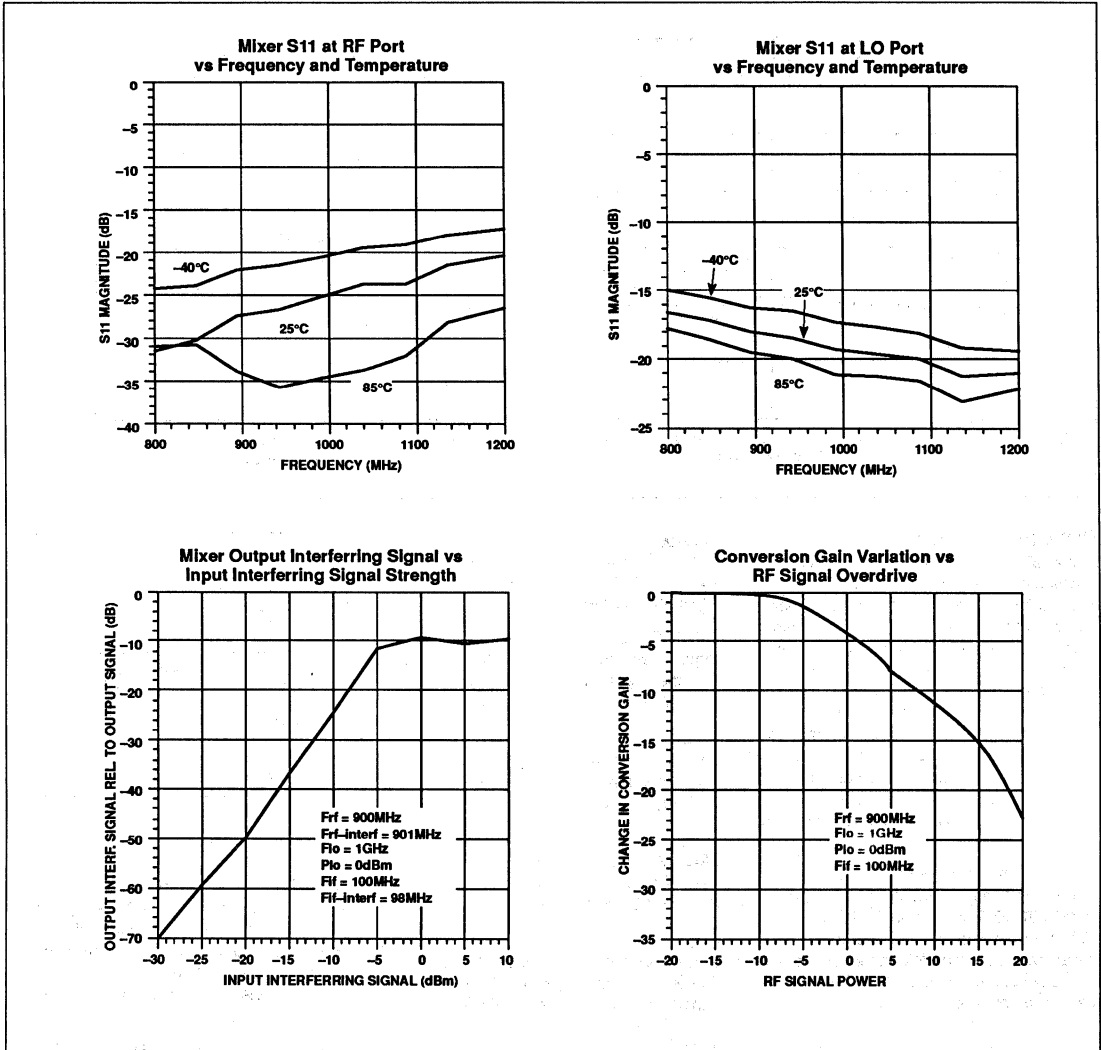 Mixer S11 at RF Port
vs Frequency and Temperature
0
–5
–10
–15
–20
–25
–30
–35
–40
S11 MAGNITUDE (dB)
–40°C
25°C
85°C
800
900
1000
1100
1200
FREQUENCY (MHz)
Mixer S11 at LO Port
vs Frequency and Temperature
0
–5
–10
–15
–20
–25
S11 MAGNITUDE (dB)
–40°C
25°C
85°C
800
900
1000
1100
1200
FREQUENCY (MHz)
Mixer Output Interferring Signal vs
Input Interferring Signal Strength
0
–10
–20
–30
–40
–50
–60
–70
OUTPUT INTERF. SIGNAL REL. TO OUTPUT SIGNAL (dB)
Frf = 900MHz
Frf–interf = 901MHz
Flo = 1GHz
Plo = 0dBm
Fif = 100MHz
Fif–interf = 98MHz
–30
–25
–20
–15
–10
–5
0
5
10
INPUT INTERFERRING SIGNAL (dBm)
Conversion Gain Variation vs
RF Signal Overdrive
0
–5
–10
–15
–20
–25
–30
–35
CHANGE IN CONVERSION GAIN
Frf = 900MHz
Flo = 1GHz
Plo = 0dBm
Fif = 100MHz
–20
–15
–10
–5
0
5
10
15
20
RF SIGNAL POWER